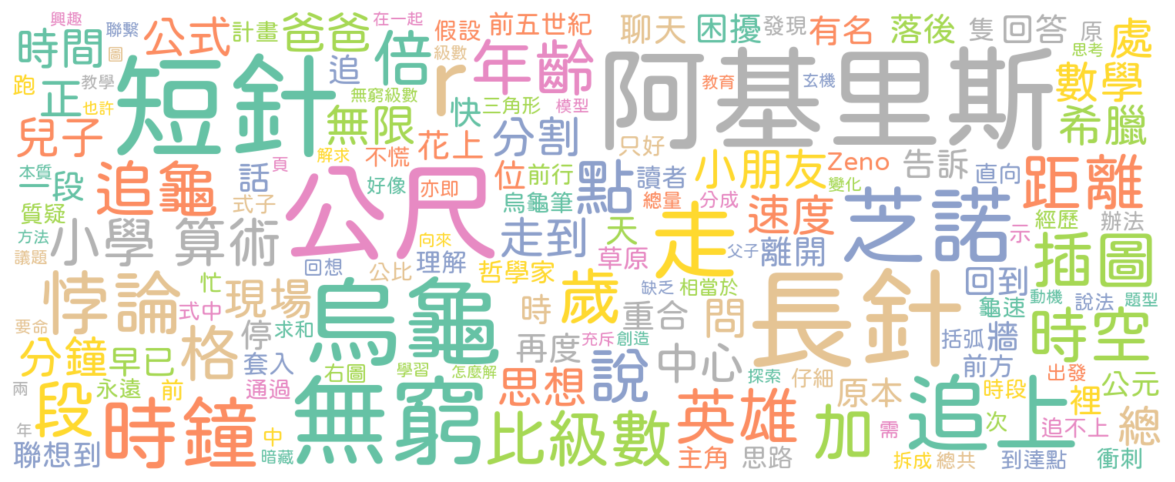 興趣 聯繫 公式 計畫 爸爸 在一起 假設 前五世紀 聊天 困擾 發現 有名 落後 隻 回答 原 處
時間 圖 倍 級數 年齡 思考
跑 教學 短針 追 r 阿基里斯 教育 玄機 數學
正 也許 無窮級數 快 三角形 模型 希臘
兒子 無限 花上 分割 只好
本質 頁 解求 不慌 位 前行 點 小朋友 Zeno 告訴 直向 距離
一段 追龜 話 好像 亦即 烏龜筆 讀者 總量 分成 變化
質疑 式子 公尺 速度 芝諾 經歷 辦法
方法 小學 算術 向來 走到 天 走 父子 離開 示 插圖
議題 回想 公比 理解 哲學家 草原 缺乏 相當於 回到 龜速 動機 說法 題型
悖論 現場 忙 烏龜 歲 時 重合 問 長針 時空
要命 式中 停 求和 括弧 牆
分鐘 早已 格 套入 右圖 學習 再度 充斥 創造 怎麼解 說 中心 探索 仔細 前方 出發
兩 永遠 前 通過 無窮 思想 原本 時段 裡 公元
年 段 時鐘 中 比級數 英雄 加 追上 次 追不上 總
聯想到 暗藏 主角 思路 需 拆成 總共 到達點 衝刺